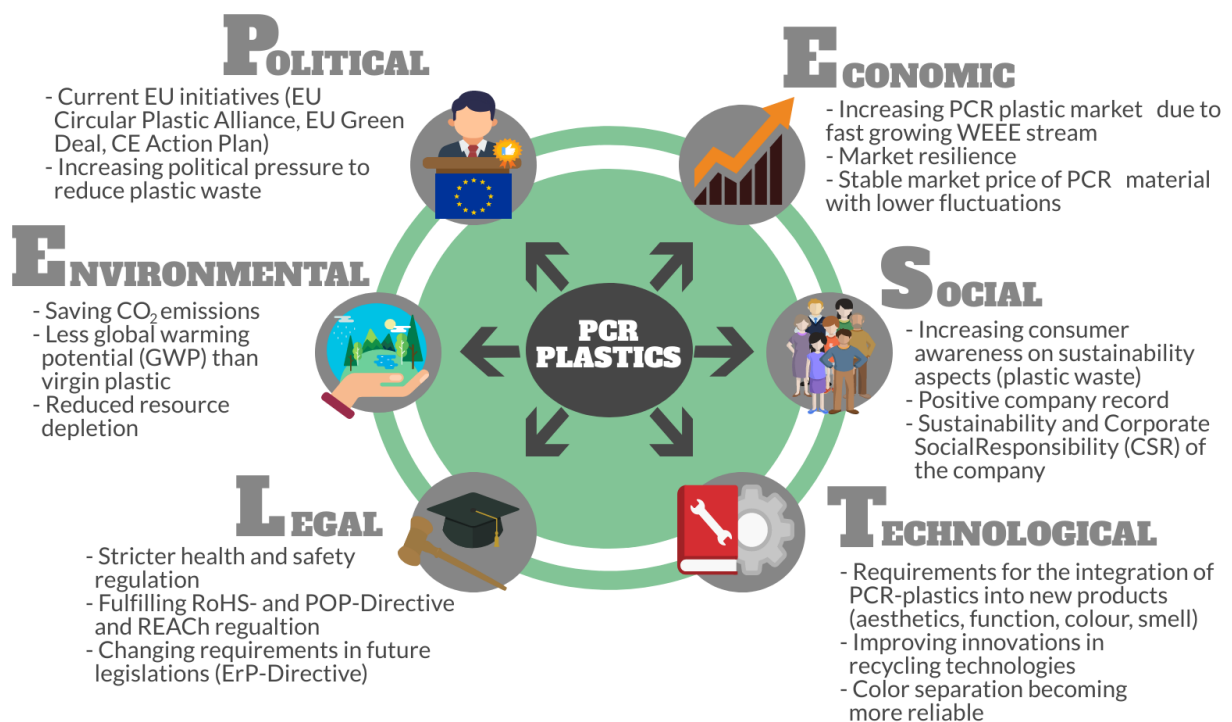 POLITICAL
- Current EU initiatives (EU
Circular Plastic Alliance, EU Green
Deal, CE Action Plan)
- Increasing political pressure to
reduce plastic waste
ECONOMIC
- Increasing PCR plastic market due to
fast growing WEEE stream
- Market resilience
- Stable market price of PCR material
with lower fluctuations
ENVIRONMENTAL
- Saving CO₂ emissions
- Less global warming
potential (GWP) than
virgin plastic
- Reduced resource
depletion
PCR
PLASTICS
SOCIAL
- Increasing consumer
awareness on sustainability
aspects (plastic waste)
- Positive company record
- Sustainability and Corporate
SocialResponsibility (CSR) of
the company
LEGAL
- Stricter health and safety
regulation
- Fulfilling RoHS- and POP-Directive
and REACh regualtion
- Changing requirements in future
legislations (ErP-Directive)
TECHNOLOGICAL
- Requirements for the integration of
PCR-plastics into new products
(aesthetics, function, colour, smell)
- Improving innovations in
recycling technologies
- Color separation becoming
more reliable